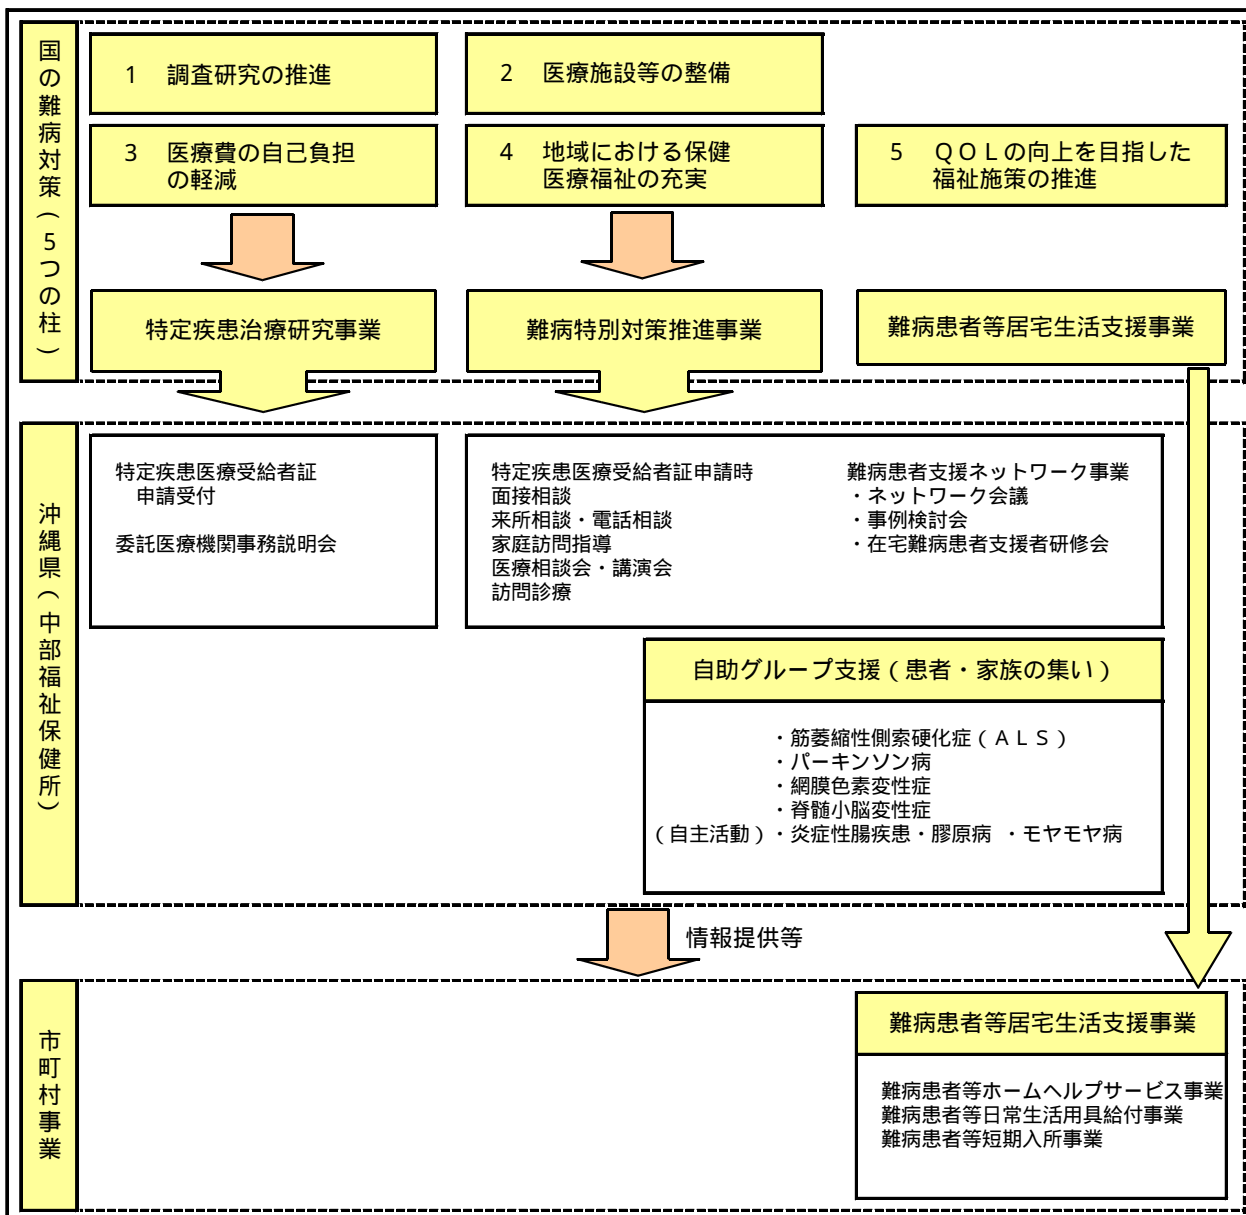 国の難病対策(5つの柱)
1 調査研究の推進
2 医療施設等の整備
3 医療費の自己負担
の軽減
4 地域における保健
医療福祉の充実
5 QOLの向上を目指した
福祉施策の推進
特定疾患治療研究事業
難病特別対策推進事業
難病患者等居宅生活支援事業
沖縄県(中部福祉保健所)
特定疾患医療受給者証
申請受付
委託医療機関事務説明会
特定疾患医療受給者証申請時
面接相談
来所相談・電話相談
家庭訪問指導
医療相談会・講演会
訪問診療
難病患者支援ネットワーク事業
・ネットワーク会議
・事例検討会
・在宅難病患者支援者研修会
自助グループ支援(患者・家族の集い)
・筋萎縮性側索硬化症(ALS)
・パーキンソン病
・網膜色素変性症
・脊髄小脳変性症
(自主活動)・炎症性腸疾患・膠原病 ・モヤモヤ病
情報提供等
市町村事業
難病患者等居宅生活支援事業
難病患者等ホームヘルプサービス事業
難病患者等日常生活用具給付事業
難病患者等短期入所事業